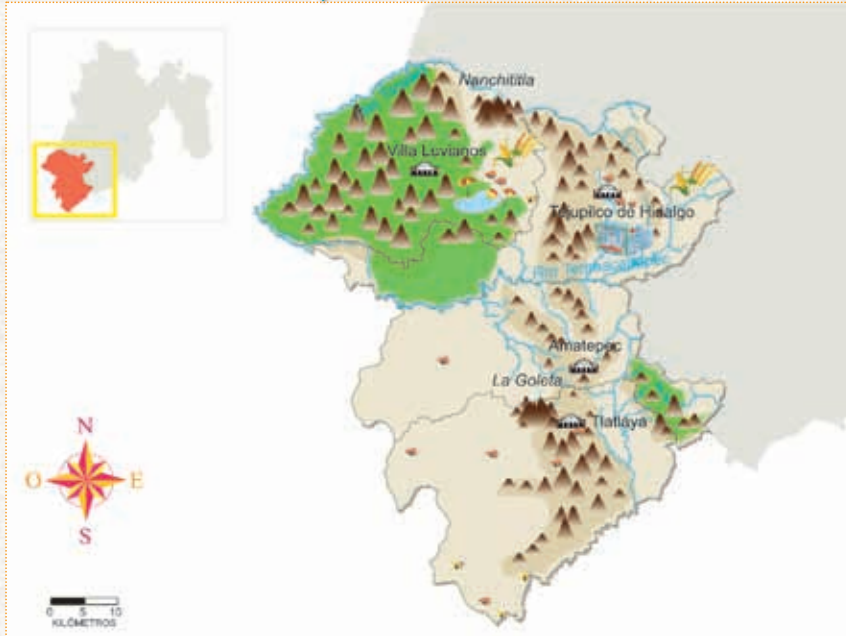 Nanchititla
Villa Luvianos
Tejupilco de Hidalgo
Amatepec
La Goleta
Tlatlaya
N
O
E
S
0 5 10
KILÓMETROS